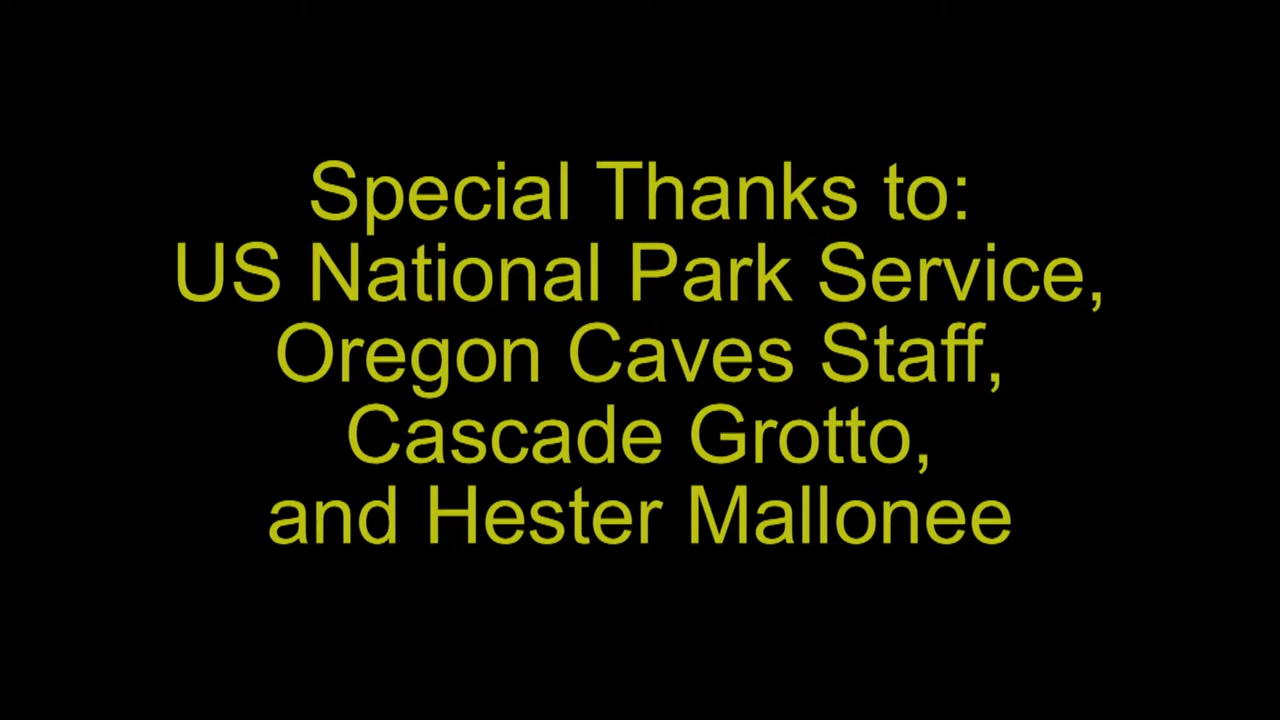 Special Thanks to:
US National Park Service,
Oregon Caves Staff,
Cascade Grotto,
and Hester Mallonee